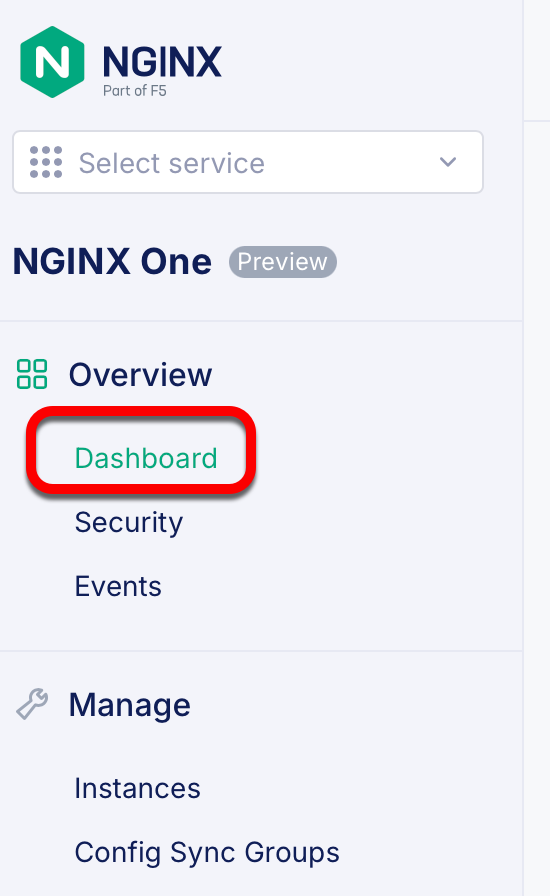 NGINX
Part of F5
Select service
NGINX One Preview
Overview
Dashboard
Security
Events
Manage
Instances
Config Sync Groups